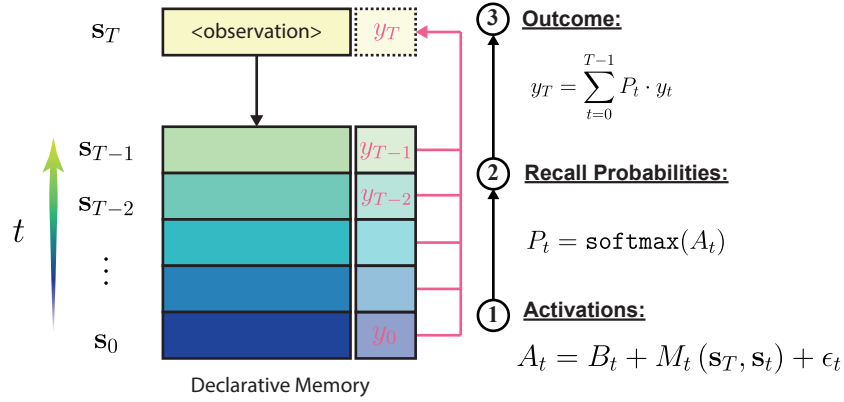 s_T <observation> y_T
s_{T−1} y_{T−1}
s_{T−2} y_{T−2}
t
⋮
s_0 y_0
Declarative Memory
3 Outcome:
y_T = \sum_{t=0}^{T−1} P_t · y_t
2 Recall Probabilities:
P_t = softmax(A_t)
1 Activations:
A_t = B_t + M_t (s_T, s_t) + ϵ_t